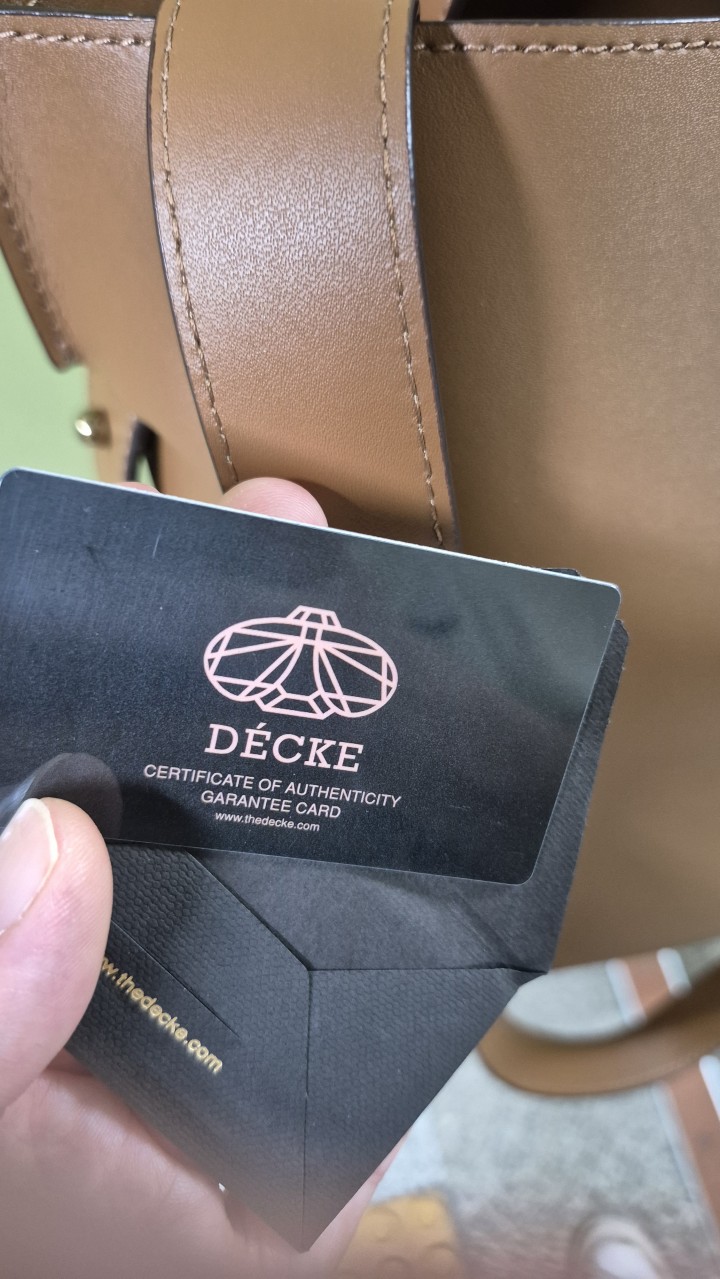 DÉCKE
CERTIFICATE OF AUTHENTICITY
GARANTEE CARD
www.thedecke.com
w.thedecke.com